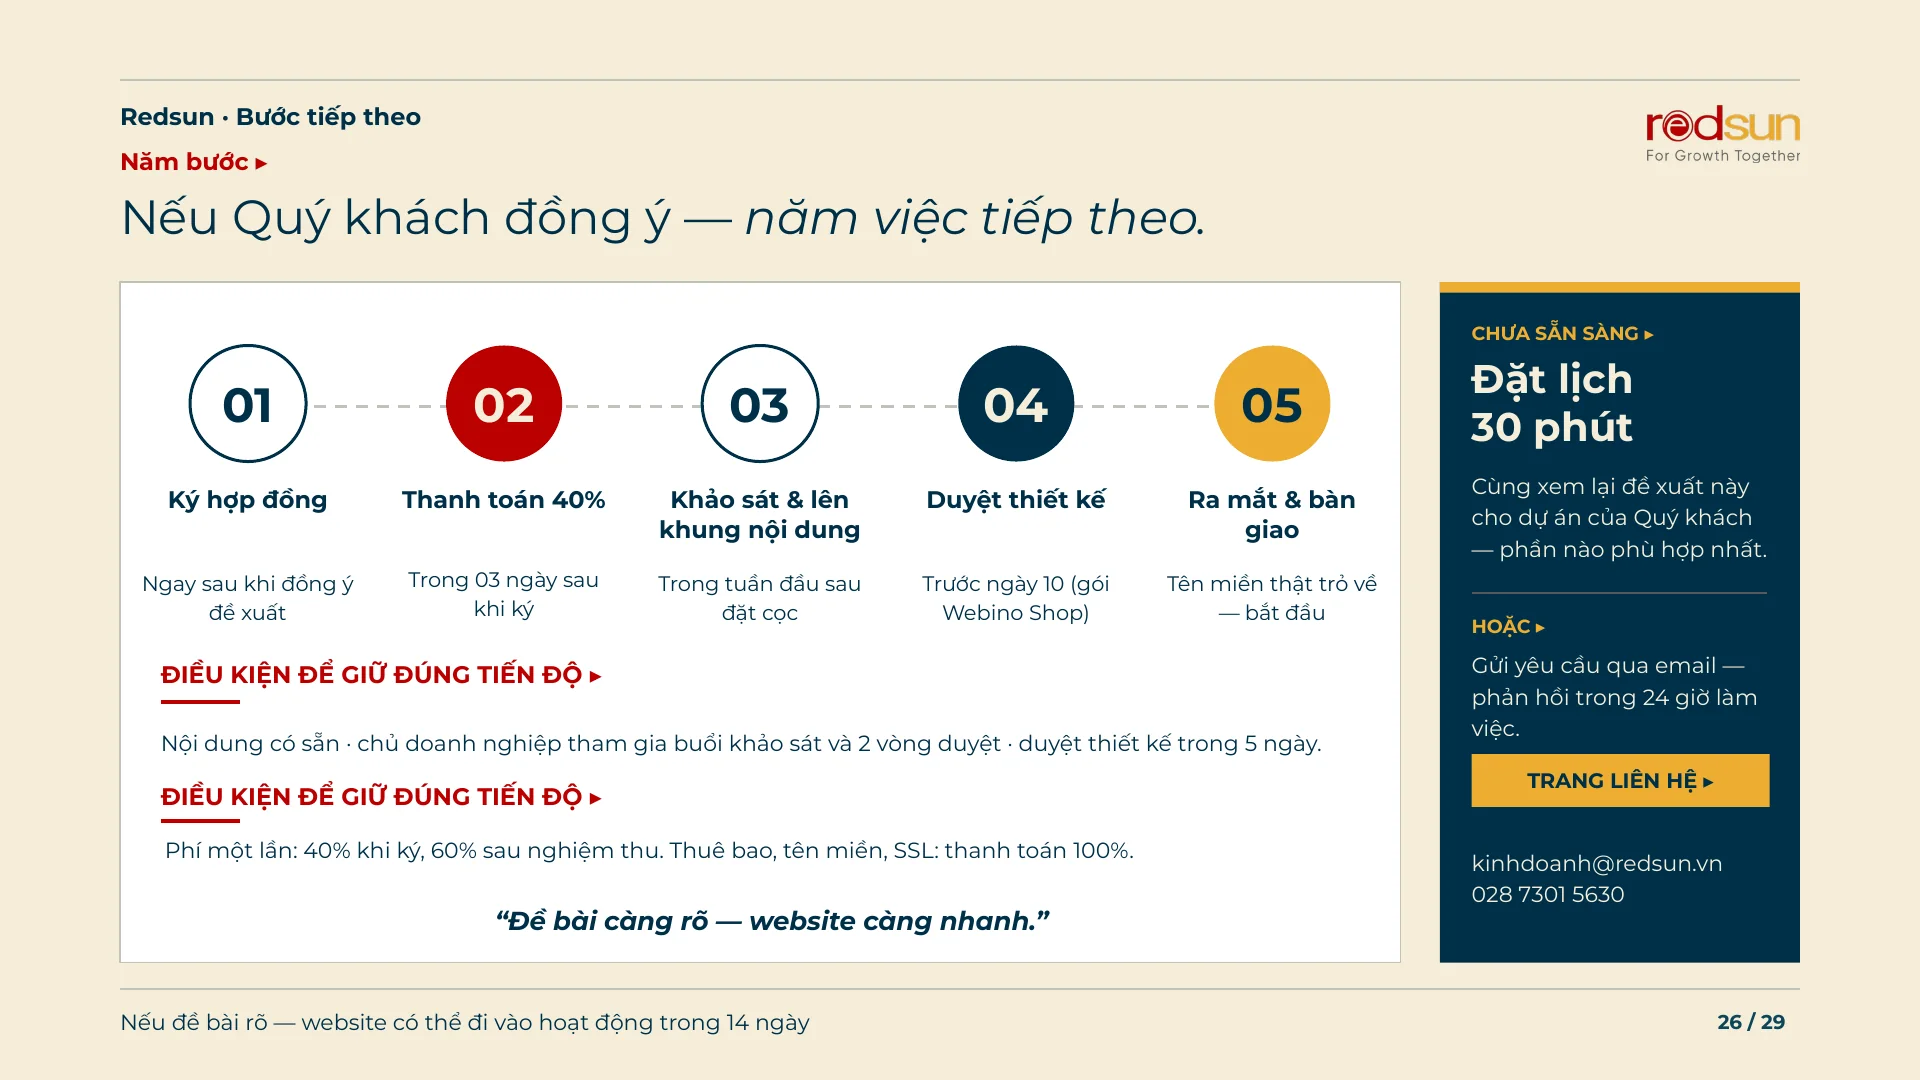 Redsun · Bước tiếp theo
redsun
For Growth Together
Năm bước ▸
Nếu Quý khách đồng ý — năm việc tiếp theo.
01
02
03
04
05
Ký hợp đồng
Thanh toán 40%
Khảo sát & lên
khung nội dung
Duyệt thiết kế
Ra mắt & bàn
giao
Ngay sau khi đồng ý
đề xuất
Trong 03 ngày sau
khi ký
Trong tuần đầu sau
đặt cọc
Trước ngày 10 (gói
Webino Shop)
Tên miền thật trỏ về
— bắt đầu
ĐIỀU KIỆN ĐỂ GIỮ ĐÚNG TIẾN ĐỘ ▸
Nội dung có sẵn · chủ doanh nghiệp tham gia buổi khảo sát và 2 vòng duyệt · duyệt thiết kế trong 5 ngày.
ĐIỀU KIỆN ĐỂ GIỮ ĐÚNG TIẾN ĐỘ ▸
Phí một lần: 40% khi ký, 60% sau nghiệm thu. Thuê bao, tên miền, SSL: thanh toán 100%.
“Đề bài càng rõ — website càng nhanh.”
CHƯA SẴN SÀNG ▸
Đặt lịch
30 phút
Cùng xem lại đề xuất này
cho dự án của Quý khách
— phần nào phù hợp nhất.
HOẶC ▸
Gửi yêu cầu qua email —
phản hồi trong 24 giờ làm
việc.
TRANG LIÊN HỆ ▸
kinhdoanh@redsun.vn
028 7301 5630
Nếu đề bài rõ — website có thể đi vào hoạt động trong 14 ngày
26 / 29